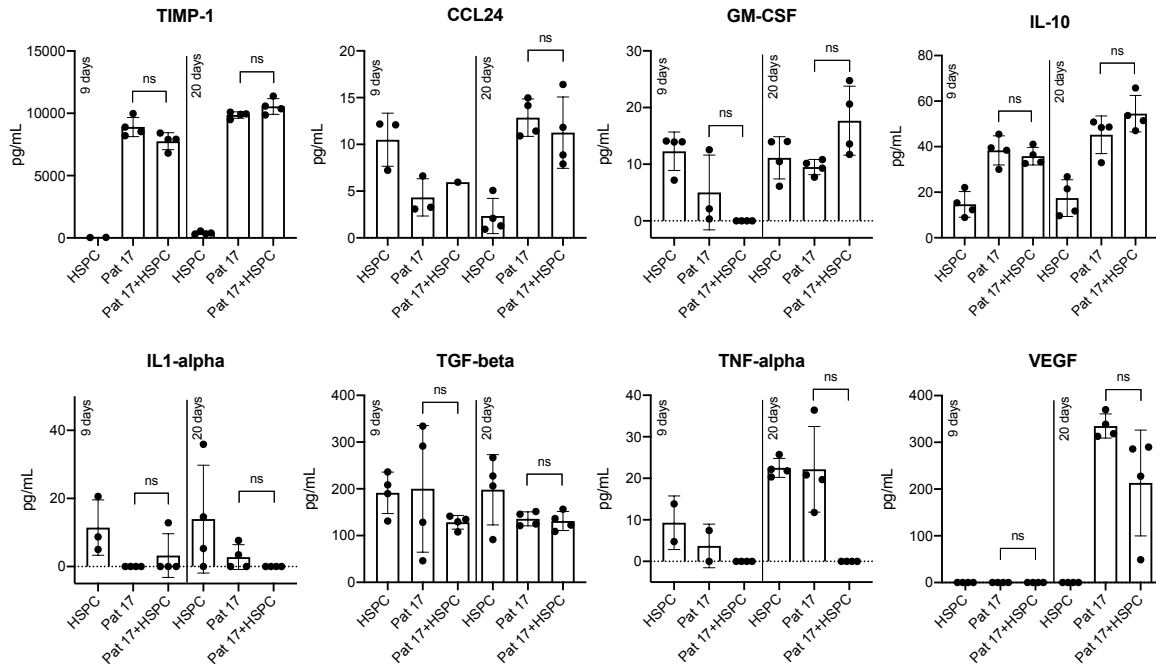 TIMP-1
15000
10000
5000
0
pg/mL
9 days
20 days
ns
ns
HSPC
Pat 17
Pat 17+HSPC
HSPC
Pat 17
Pat 17+HSPC
CCL24
20
15
10
5
0
pg/mL
9 days
20 days
ns
HSPC
Pat 17
Pat 17+HSPC
HSPC
Pat 17
Pat 17+HSPC
GM-CSF
30
20
10
0
pg/mL
9 days
20 days
ns
ns
HSPC
Pat 17
Pat 17+HSPC
HSPC
Pat 17
Pat 17+HSPC
IL-10
80
60
40
20
0
pg/mL
9 days
20 days
ns
ns
HSPC
Pat 17
Pat 17+HSPC
HSPC
Pat 17
Pat 17+HSPC
IL1-alpha
40
20
0
pg/mL
9 days
20 days
ns
ns
HSPC
Pat 17
Pat 17+HSPC
HSPC
Pat 17
Pat 17+HSPC
TGF-beta
400
300
200
100
0
pg/mL
9 days
20 days
ns
ns
HSPC
Pat 17
Pat 17+HSPC
HSPC
Pat 17
Pat 17+HSPC
TNF-alpha
40
30
20
10
0
pg/mL
9 days
20 days
ns
HSPC
Pat 17
Pat 17+HSPC
HSPC
Pat 17
Pat 17+HSPC
VEGF
400
300
200
100
0
pg/mL
9 days
20 days
ns
ns
HSPC
Pat 17
Pat 17+HSPC
HSPC
Pat 17
Pat 17+HSPC